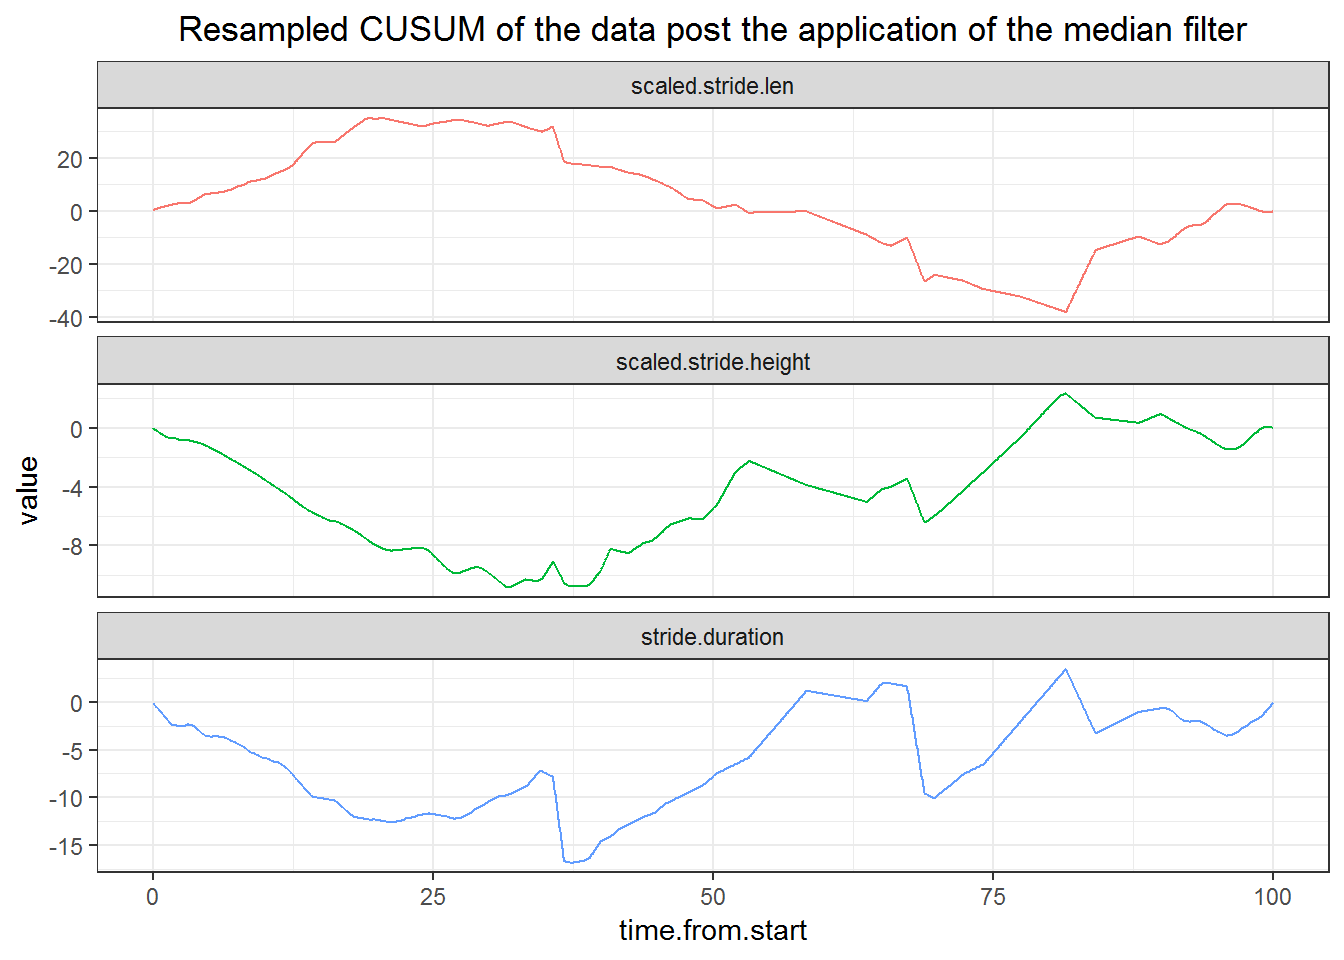 Resampled CUSUM of the data post the application of the median filter
scaled.stride.len
20
0
-20
-40
scaled.stride.height
0
-4
-8
value
stride.duration
0
-5
-10
-15
0 25 50 75 100
time.from.start